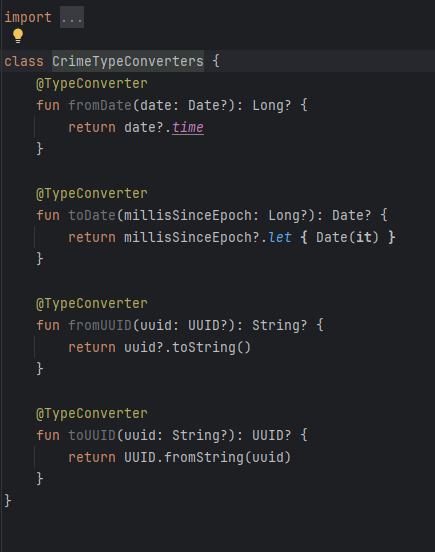 import ...
class CrimeTypeConverters {
@TypeConverter
fun fromDate(date: Date?): Long? {
return date?.time
}
@TypeConverter
fun toDate(millisSinceEpoch: Long?): Date? {
return millisSinceEpoch?.let { Date(it) }
}
@TypeConverter
fun fromUUID(uuid: UUID?): String? {
return uuid?.toString()
}
@TypeConverter
fun toUUID(uuid: String?): UUID? {
return UUID.fromString(uuid)
}
}